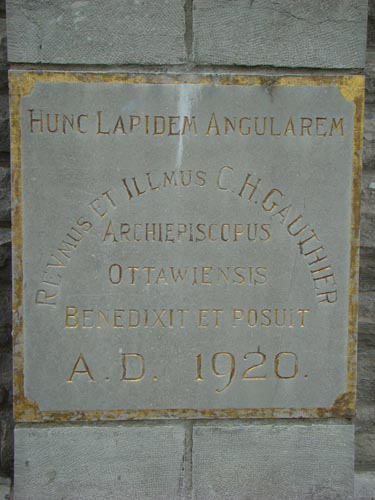 HUNC LAPIDEM ANGULAREM
REVMUS ET ILLMUS C.H. GAUTHIER
ARCHIEPISCOPUS
OTTAWIENSIS
BENEDIXIT ET POSUIT
A.D. 1920.